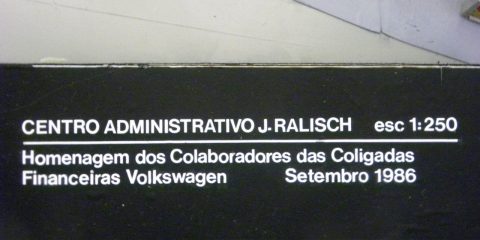 CENTRO ADMINISTRATIVO J. RALISCH esc 1:250
Homenagem dos Colaboradores das Coligadas
Financeiras Volkswagen Setembro 1986